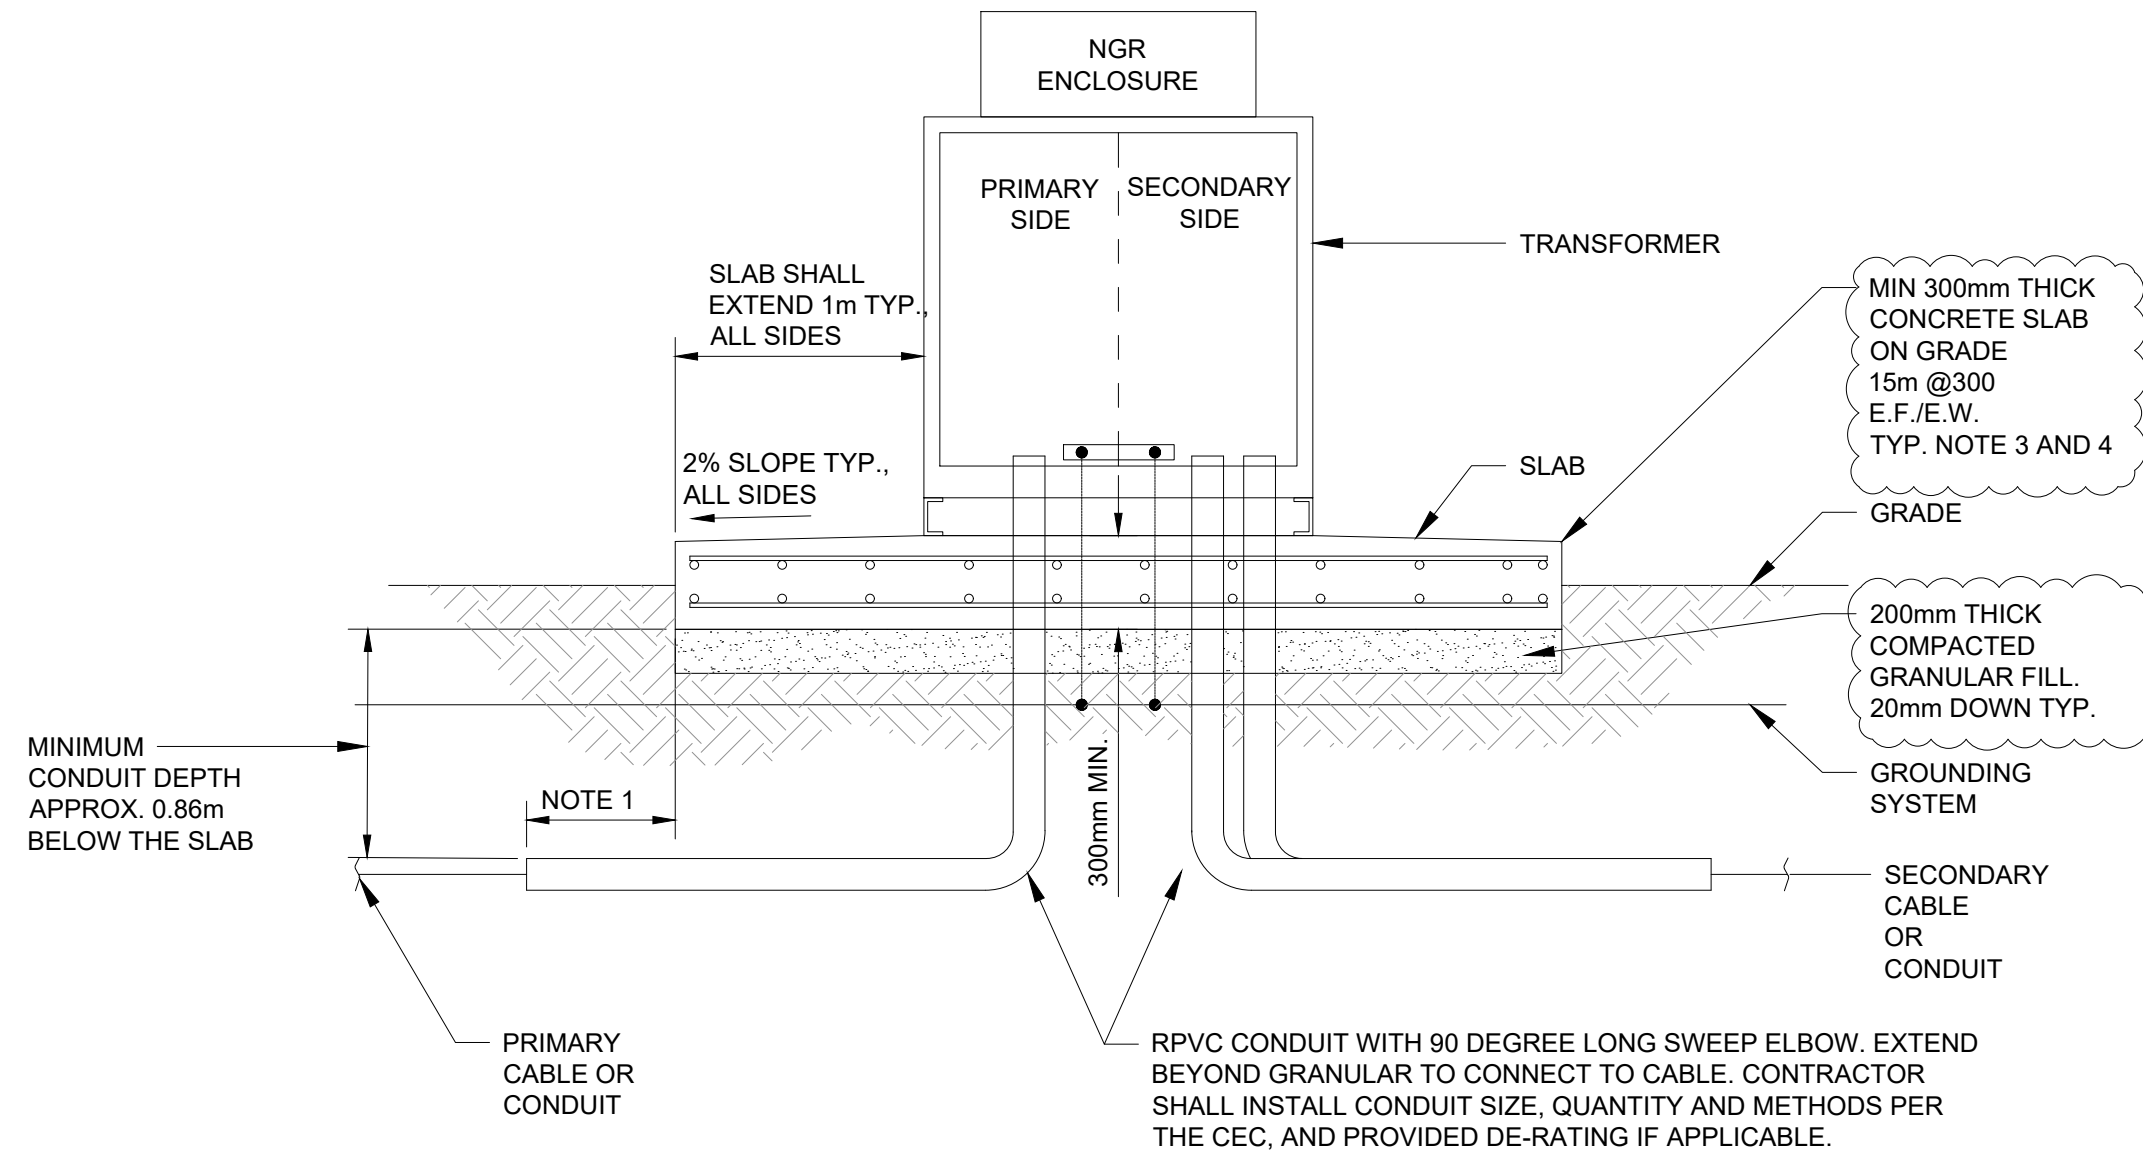 NGR
ENCLOSURE
PRIMARY
SIDE
SECONDARY
SIDE
TRANSFORMER
SLAB SHALL
EXTEND 1m TYP.,
ALL SIDES
MIN 300mm THICK
CONCRETE SLAB
ON GRADE
15m @300
E.F./E.W.
TYP. NOTE 3 AND 4
2% SLOPE TYP.,
ALL SIDES
SLAB
GRADE
200mm THICK
COMPACTED
GRANULAR FILL.
20mm DOWN TYP.
MINIMUM
CONDUIT DEPTH
APPROX. 0.86m
BELOW THE SLAB
NOTE 1
300mm MIN.
GROUNDING
SYSTEM
SECONDARY
CABLE
OR
CONDUIT
PRIMARY
CABLE OR
CONDUIT
RPVC CONDUIT WITH 90 DEGREE LONG SWEEP ELBOW. EXTEND
BEYOND GRANULAR TO CONNECT TO CABLE. CONTRACTOR
SHALL INSTALL CONDUIT SIZE, QUANTITY AND METHODS PER
THE CEC, AND PROVIDED DE-RATING IF APPLICABLE.